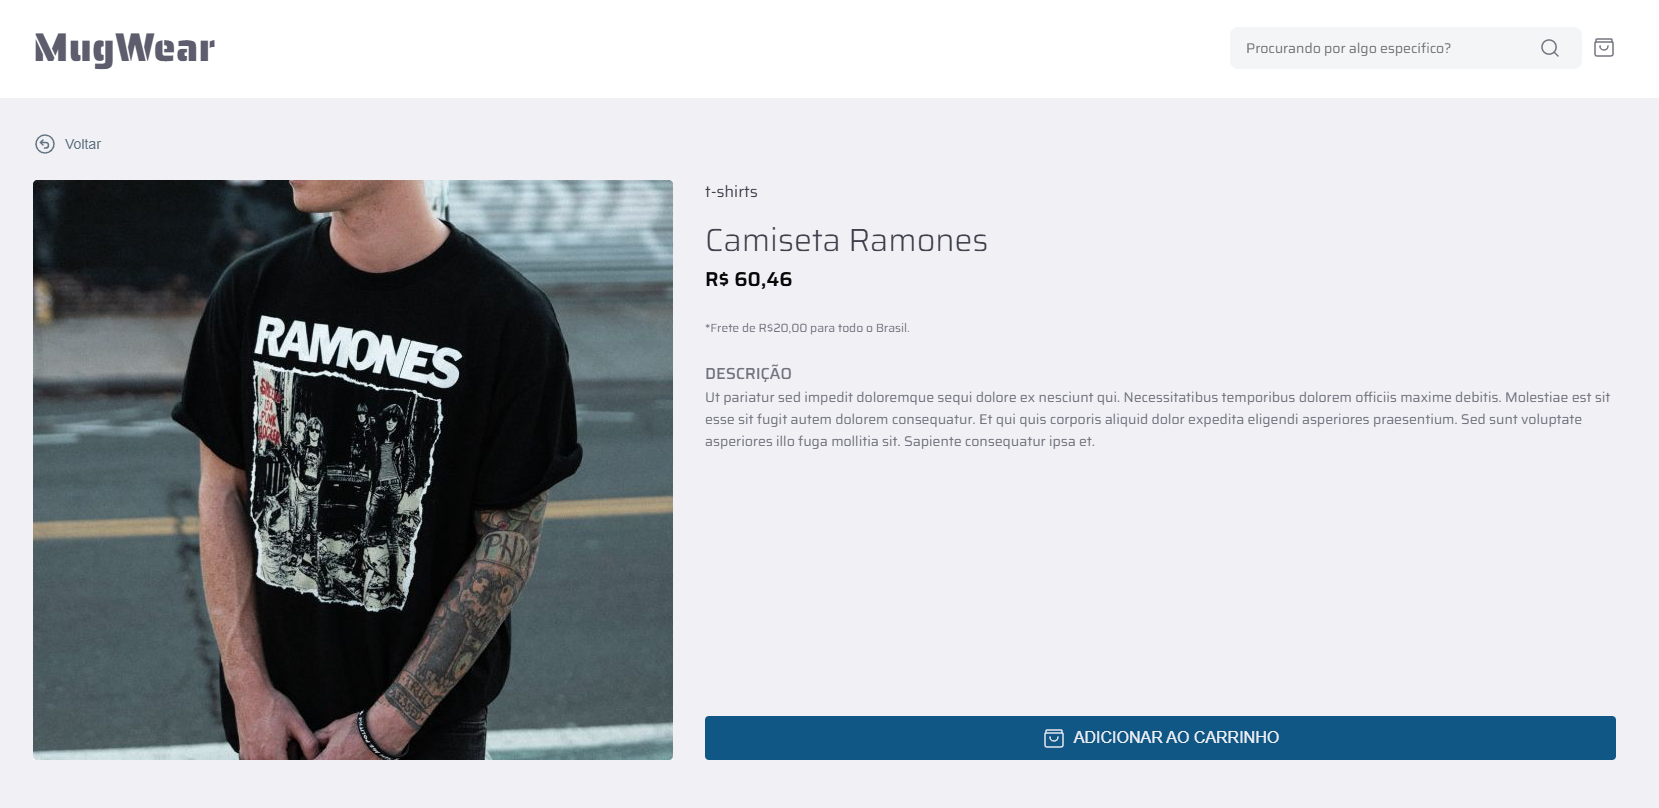 MugWear
Procurando por algo específico?
Voltar
t-shirts
Camiseta Ramones
R$ 60,46
*Frete de R$20,00 para todo o Brasil.
DESCRIÇÃO
Ut pariatur sed impedit doloremque sequi dolore ex nesciunt qui. Necessitatibus temporibus dolorem officiis maxime debitis. Molestiae est sit
esse sit fugit autem dolorem consequatur. Et qui quis corporis aliquid dolor expedita eligendi asperiores praesentium. Sed sunt voluptate
asperiores illo fuga mollitia sit. Sapiente consequatur ipsa et.
RAMONES
ADICIONAR AO CARRINHO